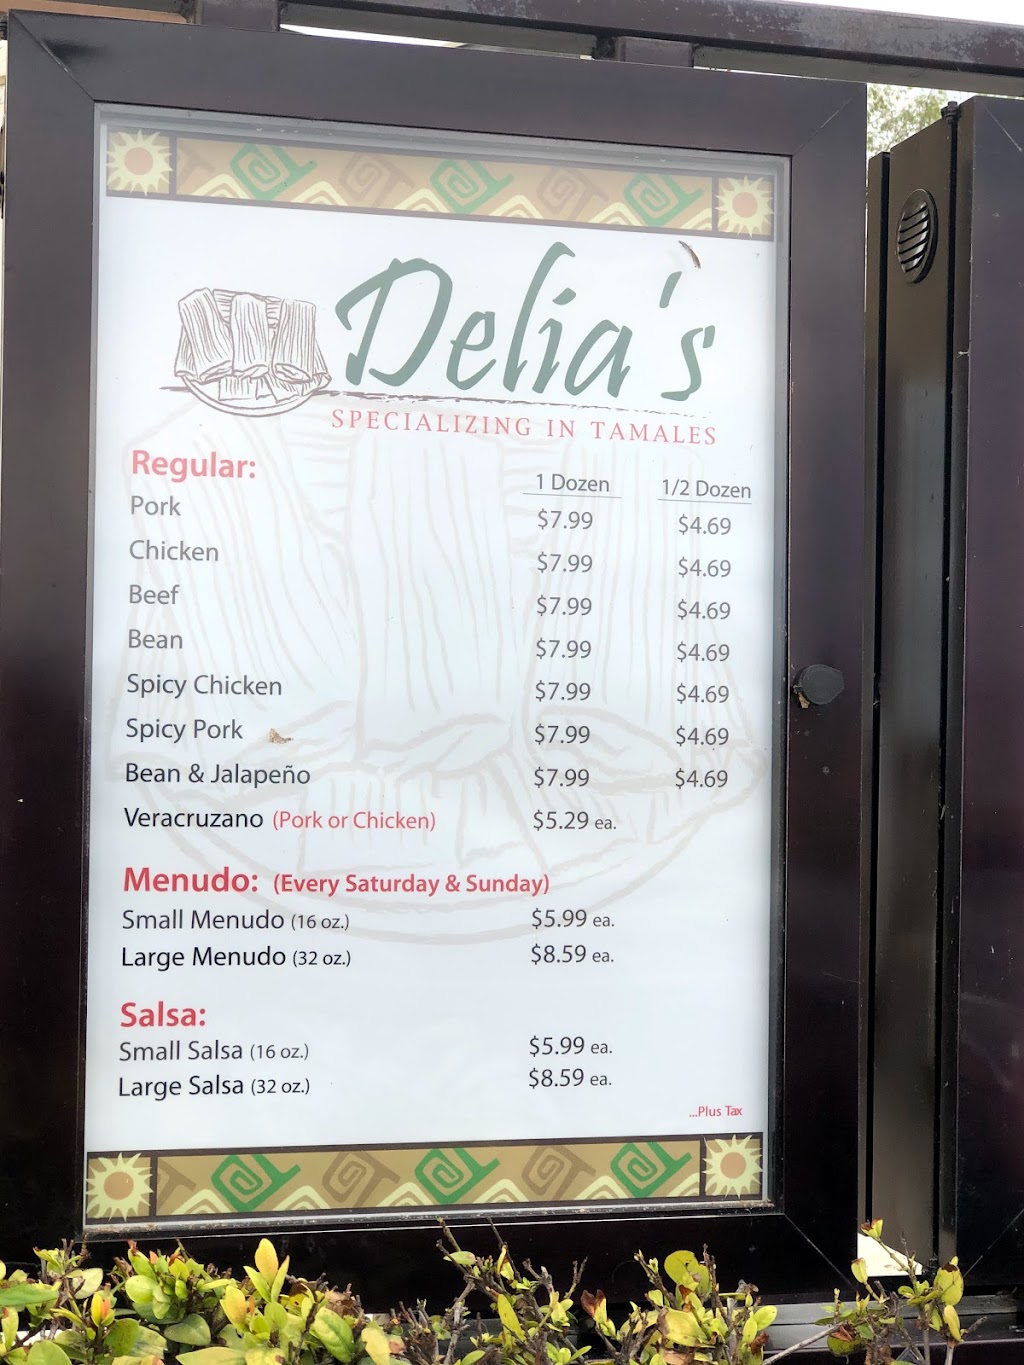 Delia's
SPECIALIZING IN TAMALES
Regular: 1 Dozen 1/2 Dozen
Pork $7.99 $4.69
Chicken $7.99 $4.69
Beef $7.99 $4.69
Bean $7.99 $4.69
Spicy Chicken $7.99 $4.69
Spicy Pork $7.99 $4.69
Bean & Jalapeño $7.99 $4.69
Veracruzano (Pork or Chicken) $5.29 ea.
Menudo: (Every Saturday & Sunday)
Small Menudo (16 oz.) $5.99 ea.
Large Menudo (32 oz.) $8.59 ea.
Salsa:
Small Salsa (16 oz.) $5.99 ea.
Large Salsa (32 oz.) $8.59 ea.
...Plus Tax